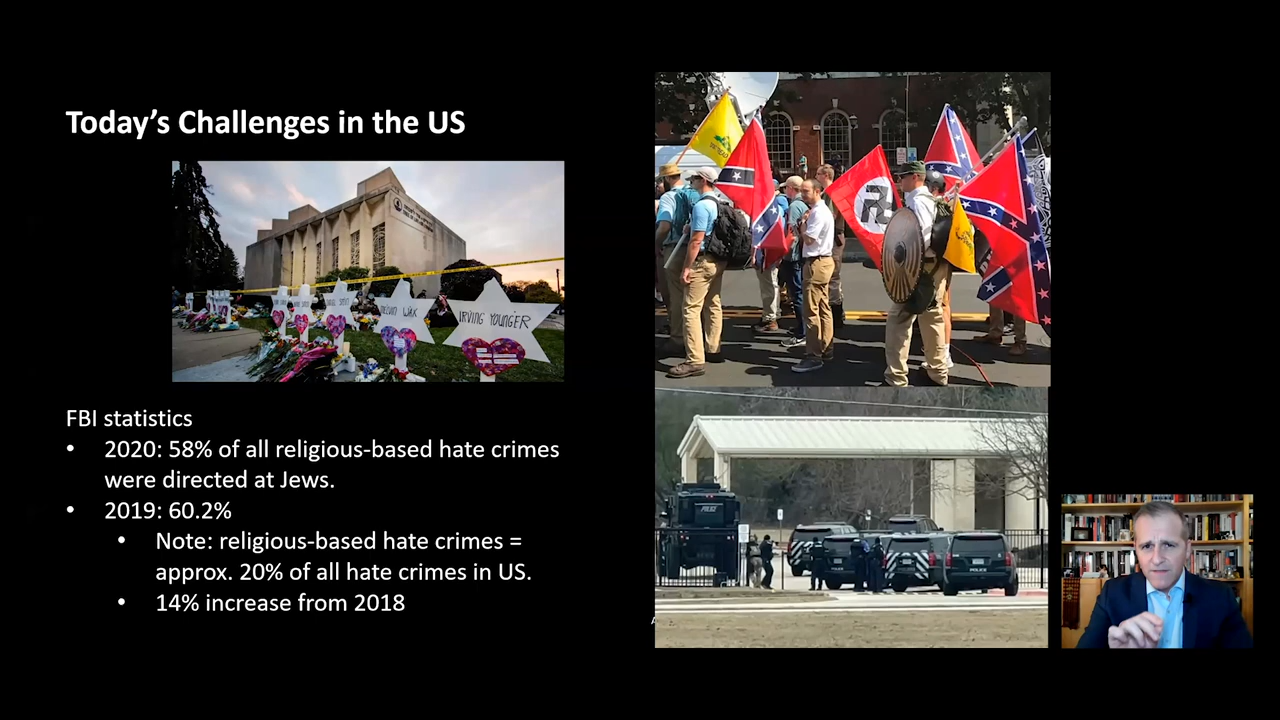 Today's Challenges in the US
MELVIN WAX
IRVING YOUNGER
FBI statistics
• 2020: 58% of all religious-based hate crimes
were directed at Jews.
• 2019: 60.2%
• Note: religious-based hate crimes =
approx. 20% of all hate crimes in US.
• 14% increase from 2018
POLICE
POLICE